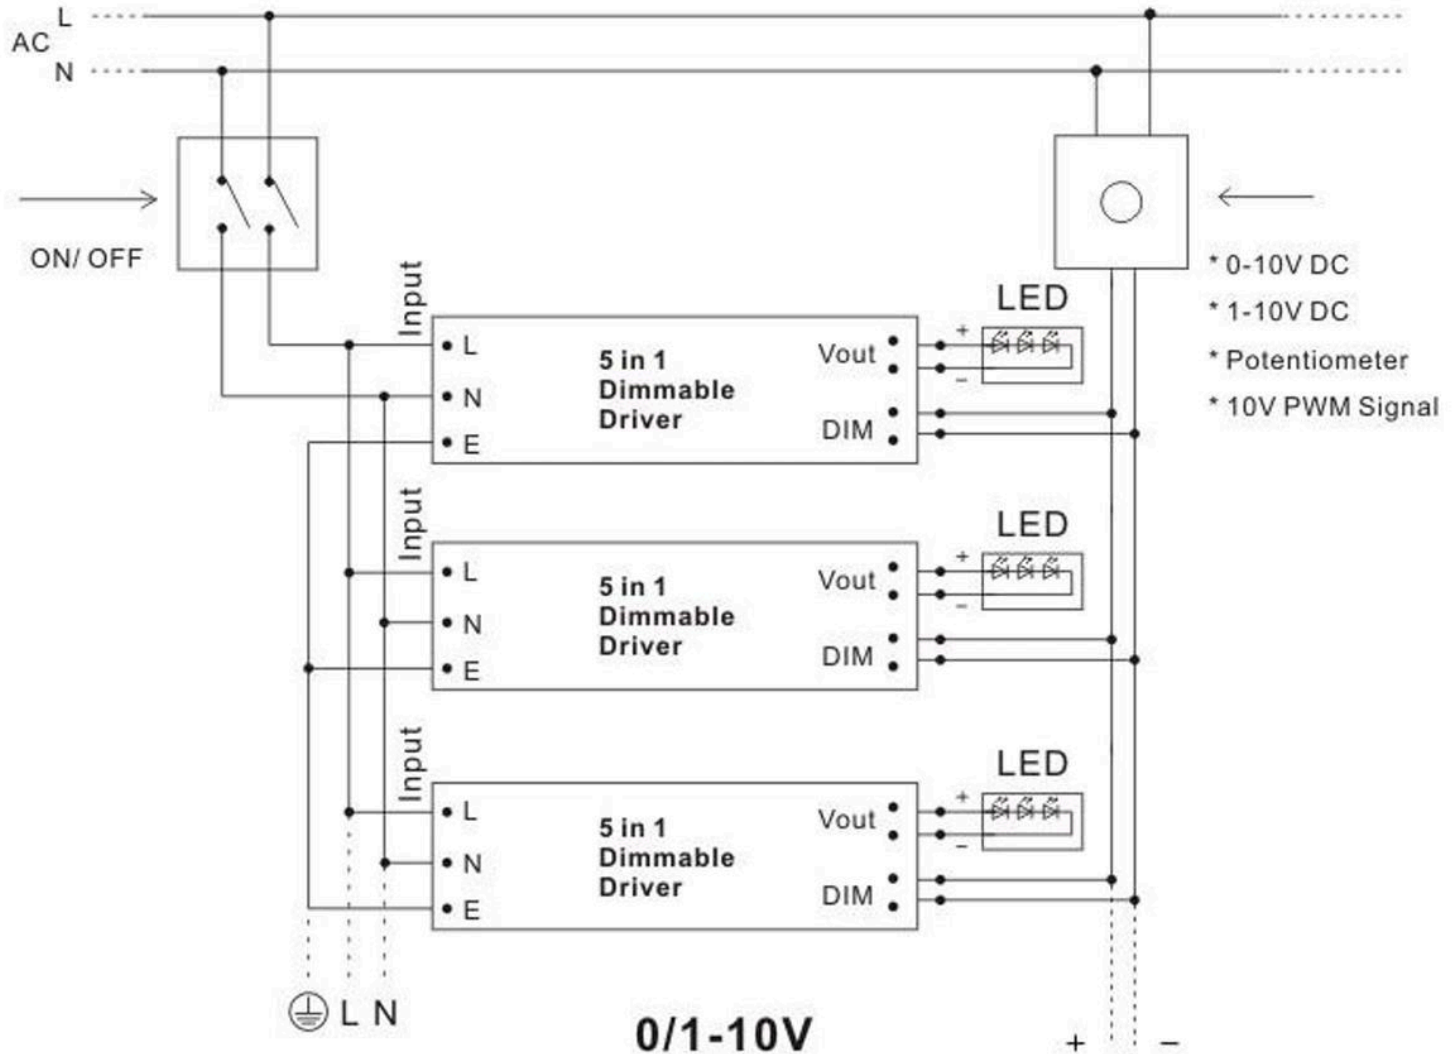 L
AC
N
ON/ OFF
* 0-10V DC
* 1-10V DC
* Potentiometer
* 10V PWM Signal
Input
L
N
E
5 in 1
Dimmable
Driver
Vout
DIM
LED
+
−
Input
L
N
E
5 in 1
Dimmable
Driver
Vout
DIM
LED
+
−
Input
L
N
E
5 in 1
Dimmable
Driver
Vout
DIM
LED
+
−
L N
0/1-10V
+ −